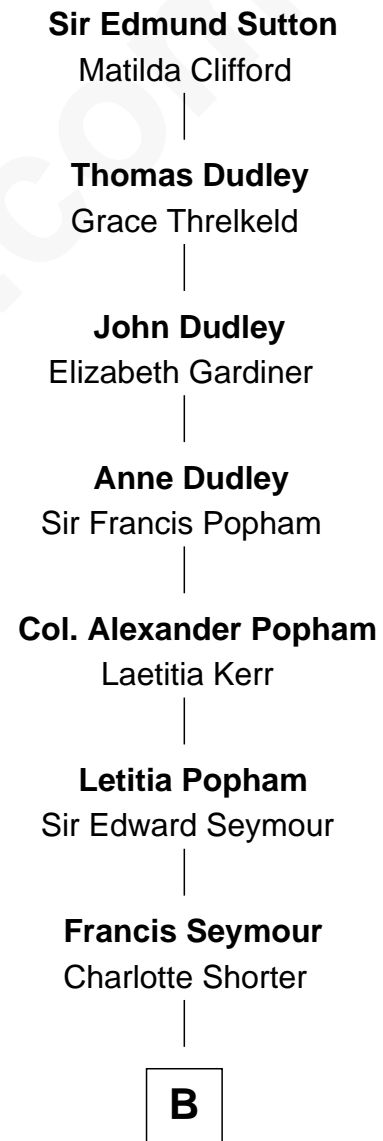 Sir Edmund Sutton
Matilda Clifford
Thomas Dudley
Grace Threlkeld
John Dudley
Elizabeth Gardiner
Anne Dudley
Sir Francis Popham
Col. Alexander Popham
Laetitia Kerr
Letitia Popham
Sir Edward Seymour
Francis Seymour
Charlotte Shorter
B